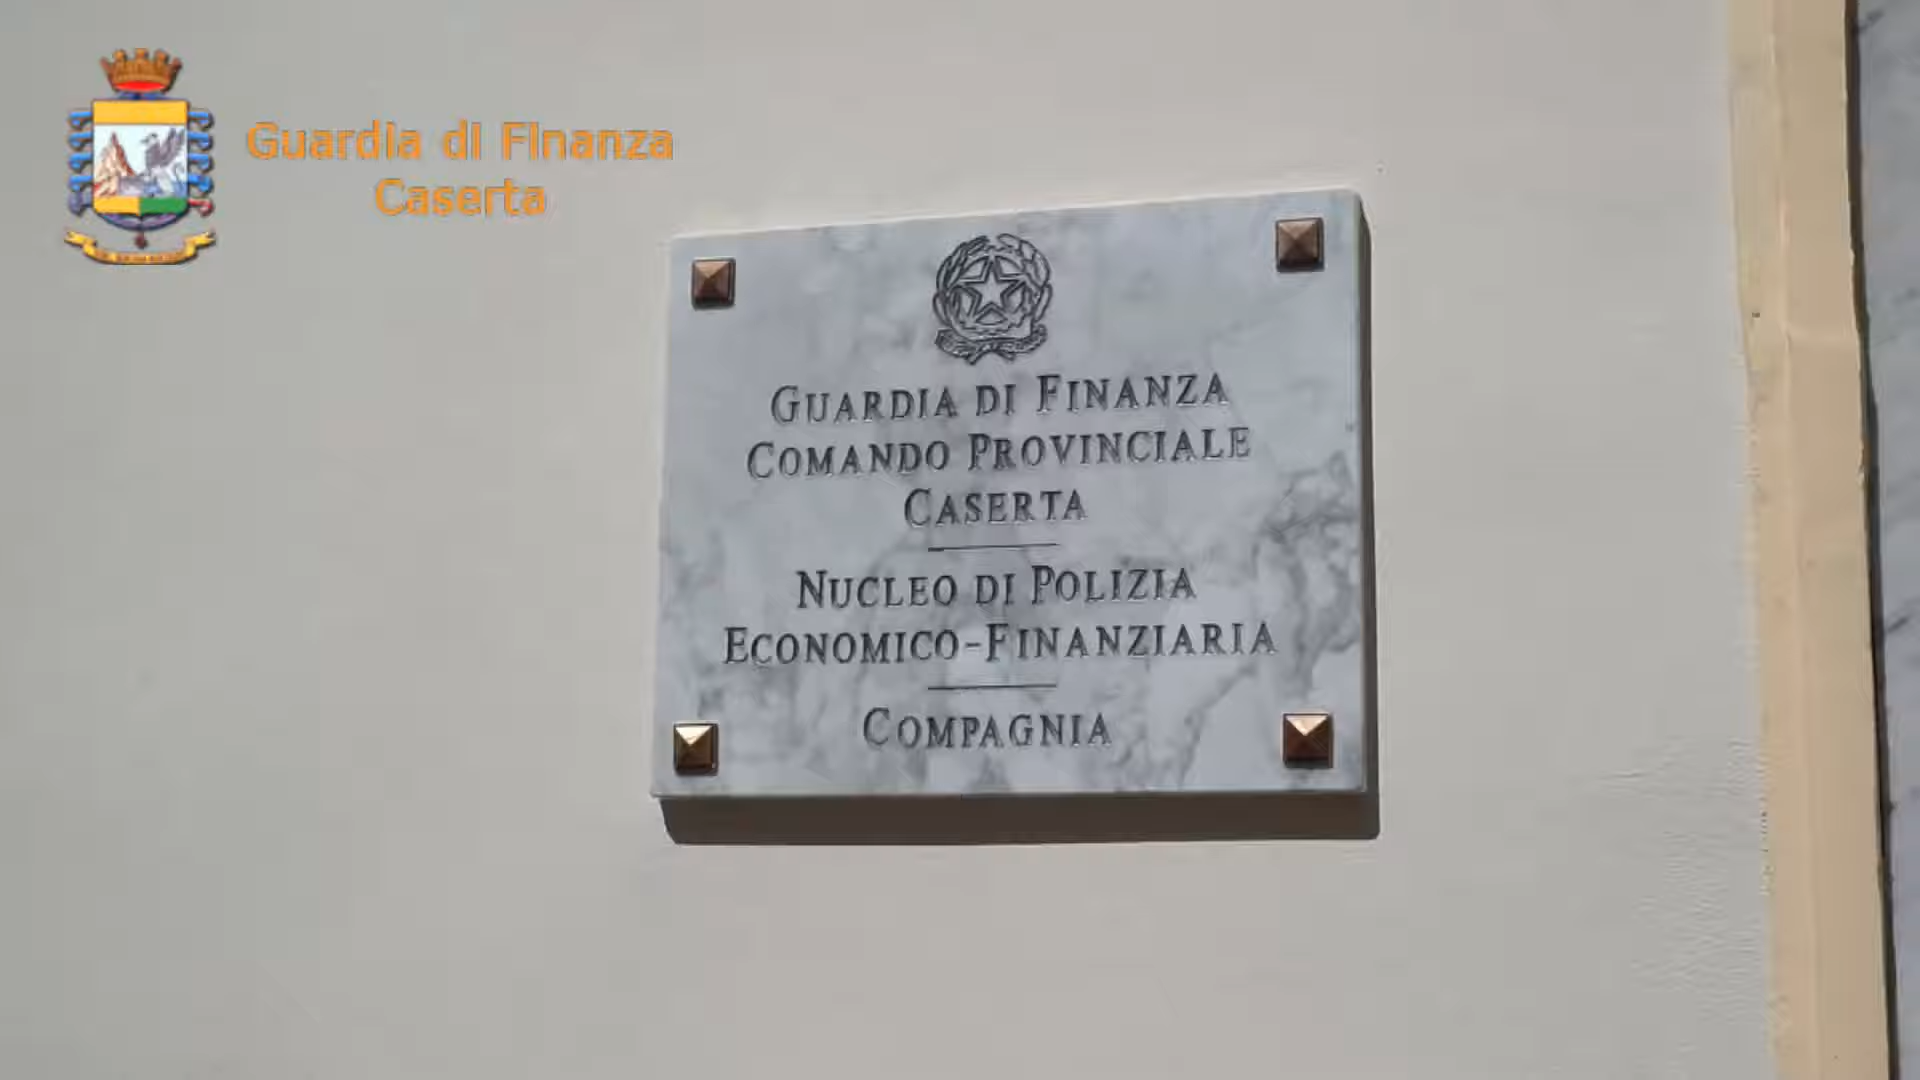 Guardia di Finanza
Caserta
GUARDIA DI FINANZA
COMANDO PROVINCIALE
CASERTA
NUCLEO DI POLIZIA
ECONOMICO-FINANZIARIA
COMPAGNIA